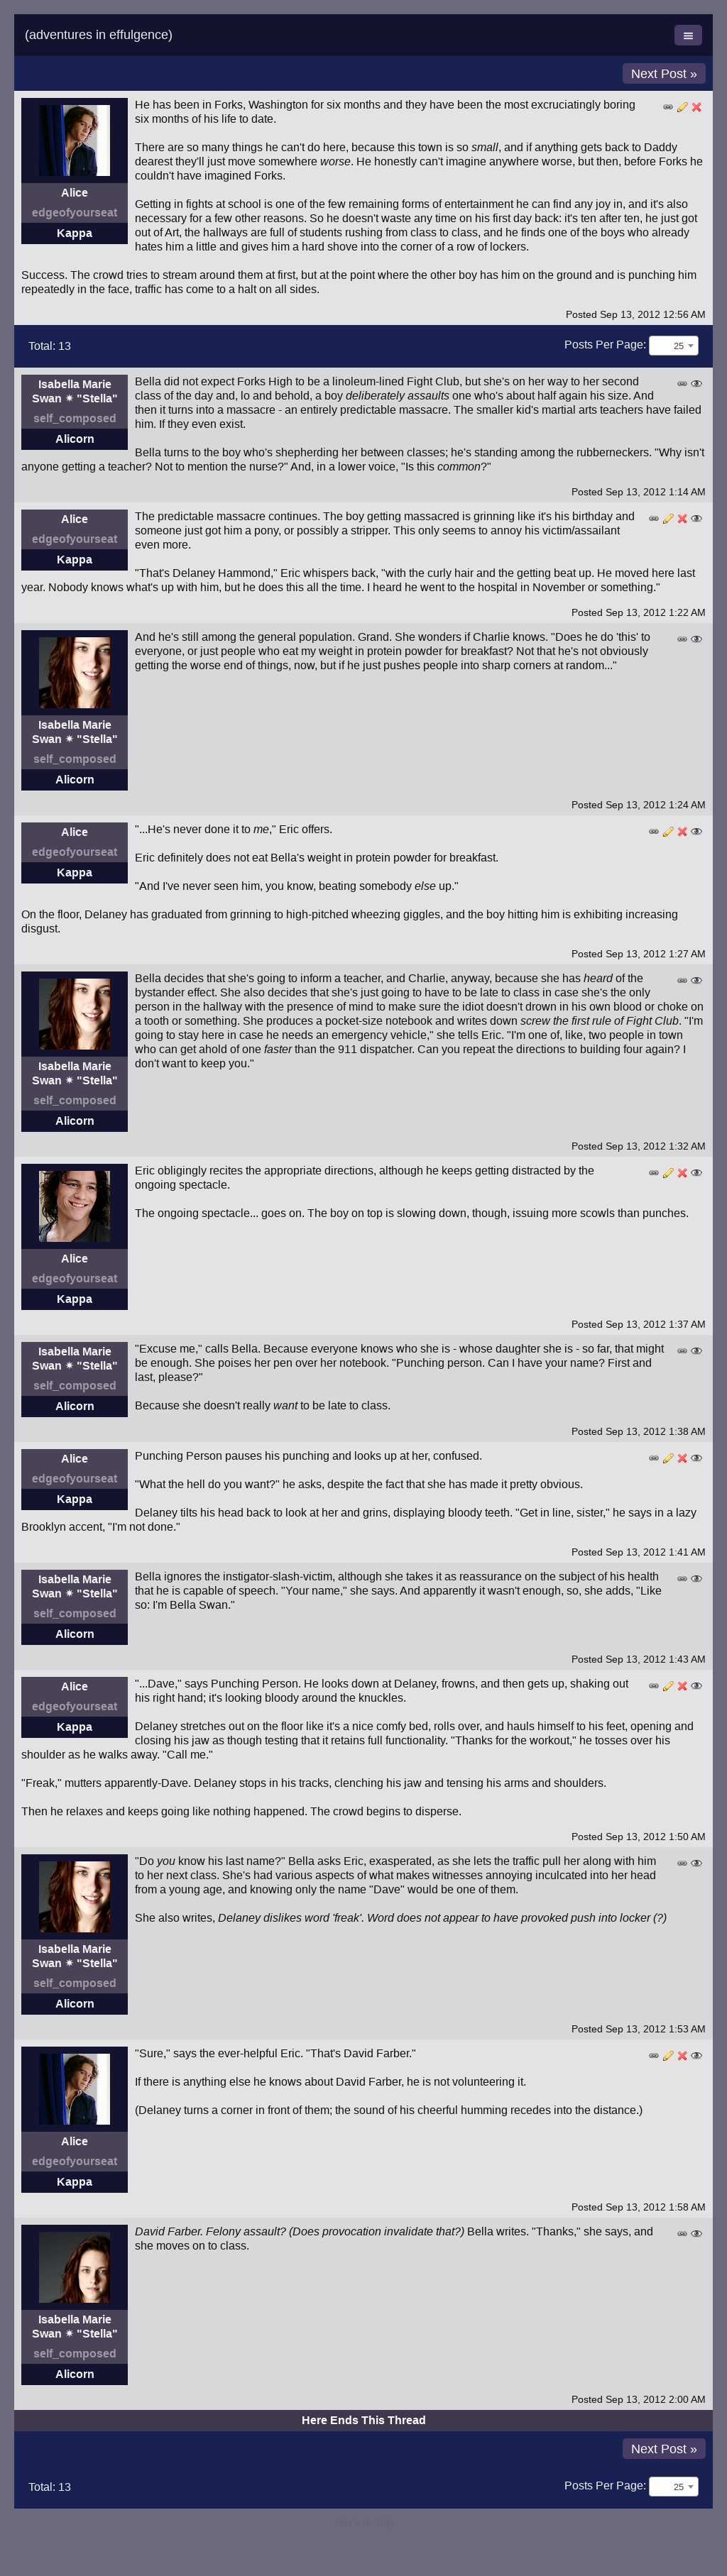 (adventures in effulgence)
Next Post »
Alice
edgeofyourseat
Kappa
He has been in Forks, Washington for six months and they have been the most excruciatingly boring
six months of his life to date.
There are so many things he can't do here, because this town is so small, and if anything gets back to Daddy
dearest they'll just move somewhere worse. He honestly can't imagine anywhere worse, but then, before Forks he
couldn't have imagined Forks.
Getting in fights at school is one of the few remaining forms of entertainment he can find any joy in, and it's also
necessary for a few other reasons. So he doesn't waste any time on his first day back: it's ten after ten, he just got
out of Art, the hallways are full of students rushing from class to class, and he finds one of the boys who already
hates him a little and gives him a hard shove into the corner of a row of lockers.
Success. The crowd tries to stream around them at first, but at the point where the other boy has him on the ground and is punching him
repeatedly in the face, traffic has come to a halt on all sides.
Posted Sep 13, 2012 12:56 AM
Total: 13
Posts Per Page: 25
Isabella Marie
Swan ✴ "Stella"
self_composed
Alicorn
Bella did not expect Forks High to be a linoleum-lined Fight Club, but she's on her way to her second
class of the day and, lo and behold, a boy deliberately assaults one who's about half again his size. And
then it turns into a massacre - an entirely predictable massacre. The smaller kid's martial arts teachers have failed
him. If they even exist.
Bella turns to the boy who's shepherding her between classes; he's standing among the rubberneckers. "Why isn't
anyone getting a teacher? Not to mention the nurse?" And, in a lower voice, "Is this common?"
Posted Sep 13, 2012 1:14 AM
Alice
edgeofyourseat
Kappa
The predictable massacre continues. The boy getting massacred is grinning like it's his birthday and
someone just got him a pony, or possibly a stripper. This only seems to annoy his victim/assailant
even more.
"That's Delaney Hammond," Eric whispers back, "with the curly hair and the getting beat up. He moved here last
year. Nobody knows what's up with him, but he does this all the time. I heard he went to the hospital in November or something."
Posted Sep 13, 2012 1:22 AM
Isabella Marie
Swan ✴ "Stella"
self_composed
Alicorn
And he's still among the general population. Grand. She wonders if Charlie knows. "Does he do 'this' to
everyone, or just people who eat my weight in protein powder for breakfast? Not that he's not obviously
getting the worse end of things, now, but if he just pushes people into sharp corners at random..."
Posted Sep 13, 2012 1:24 AM
Alice
edgeofyourseat
Kappa
"...He's never done it to me," Eric offers.
Eric definitely does not eat Bella's weight in protein powder for breakfast.
"And I've never seen him, you know, beating somebody else up."
On the floor, Delaney has graduated from grinning to high-pitched wheezing giggles, and the boy hitting him is exhibiting increasing
disgust.
Posted Sep 13, 2012 1:27 AM
Isabella Marie
Swan ✴ "Stella"
self_composed
Alicorn
Bella decides that she's going to inform a teacher, and Charlie, anyway, because she has heard of the
bystander effect. She also decides that she's just going to have to be late to class in case she's the only
person in the hallway with the presence of mind to make sure the idiot doesn't drown in his own blood or choke on
a tooth or something. She produces a pocket-size notebook and writes down screw the first rule of Fight Club. "I'm
going to stay here in case he needs an emergency vehicle," she tells Eric. "I'm one of, like, two people in town
who can get ahold of one faster than the 911 dispatcher. Can you repeat the directions to building four again? I
don't want to keep you."
Posted Sep 13, 2012 1:32 AM
Alice
edgeofyourseat
Kappa
Eric obligingly recites the appropriate directions, although he keeps getting distracted by the
ongoing spectacle.
The ongoing spectacle... goes on. The boy on top is slowing down, though, issuing more scowls than punches.
Posted Sep 13, 2012 1:37 AM
Isabella Marie
Swan ✴ "Stella"
self_composed
Alicorn
"Excuse me," calls Bella. Because everyone knows who she is - whose daughter she is - so far, that might
be enough. She poises her pen over her notebook. "Punching person. Can I have your name? First and
last, please?"
Because she doesn't really want to be late to class.
Posted Sep 13, 2012 1:38 AM
Alice
edgeofyourseat
Kappa
Punching Person pauses his punching and looks up at her, confused.
"What the hell do you want?" he asks, despite the fact that she has made it pretty obvious.
Delaney tilts his head back to look at her and grins, displaying bloody teeth. "Get in line, sister," he says in a lazy
Brooklyn accent, "I'm not done."
Posted Sep 13, 2012 1:41 AM
Isabella Marie
Swan ✴ "Stella"
self_composed
Alicorn
Bella ignores the instigator-slash-victim, although she takes it as reassurance on the subject of his health
that he is capable of speech. "Your name," she says. And apparently it wasn't enough, so, she adds, "Like
so: I'm Bella Swan."
Posted Sep 13, 2012 1:43 AM
Alice
edgeofyourseat
Kappa
"...Dave," says Punching Person. He looks down at Delaney, frowns, and then gets up, shaking out
his right hand; it's looking bloody around the knuckles.
Delaney stretches out on the floor like it's a nice comfy bed, rolls over, and hauls himself to his feet, opening and
closing his jaw as though testing that it retains full functionality. "Thanks for the workout," he tosses over his
shoulder as he walks away. "Call me."
"Freak," mutters apparently-Dave. Delaney stops in his tracks, clenching his jaw and tensing his arms and shoulders.
Then he relaxes and keeps going like nothing happened. The crowd begins to disperse.
Posted Sep 13, 2012 1:50 AM
Isabella Marie
Swan ✴ "Stella"
self_composed
Alicorn
"Do you know his last name?" Bella asks Eric, exasperated, as she lets the traffic pull her along with him
to her next class. She's had various aspects of what makes witnesses annoying inculcated into her head
from a young age, and knowing only the name "Dave" would be one of them.
She also writes, Delaney dislikes word 'freak'. Word does not appear to have provoked push into locker (?)
Posted Sep 13, 2012 1:53 AM
Alice
edgeofyourseat
Kappa
"Sure," says the ever-helpful Eric. "That's David Farber."
If there is anything else he knows about David Farber, he is not volunteering it.
(Delaney turns a corner in front of them; the sound of his cheerful humming recedes into the distance.)
Posted Sep 13, 2012 1:58 AM
Isabella Marie
Swan ✴ "Stella"
self_composed
Alicorn
David Farber. Felony assault? (Does provocation invalidate that?) Bella writes. "Thanks," she says, and
she moves on to class.
Posted Sep 13, 2012 2:00 AM
Here Ends This Thread
Next Post »
Total: 13
Posts Per Page: 25